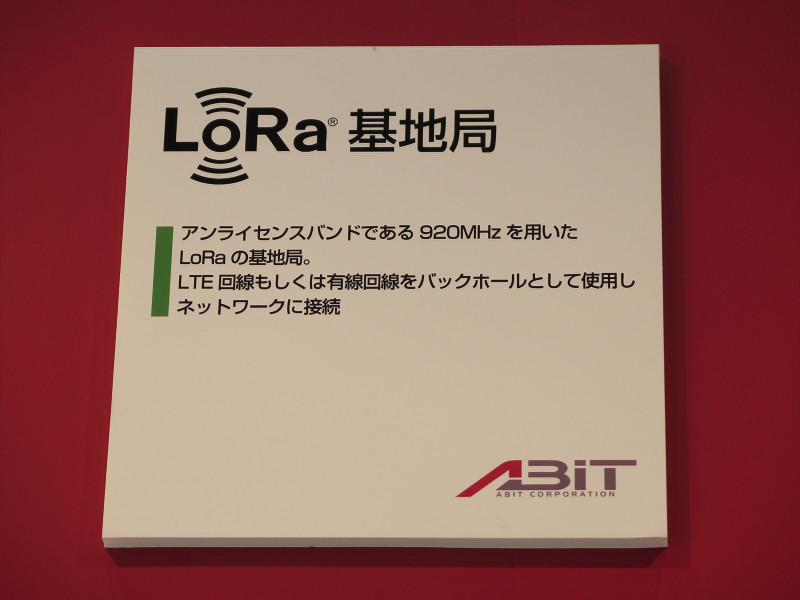 LoRa® 基地局
アンライセンスバンドである 920MHz を用いた
LoRa の基地局。
LTE 回線もしくは有線回線をバックホールとして使用し
ネットワークに接続
ABiT
ABIT CORPORATION